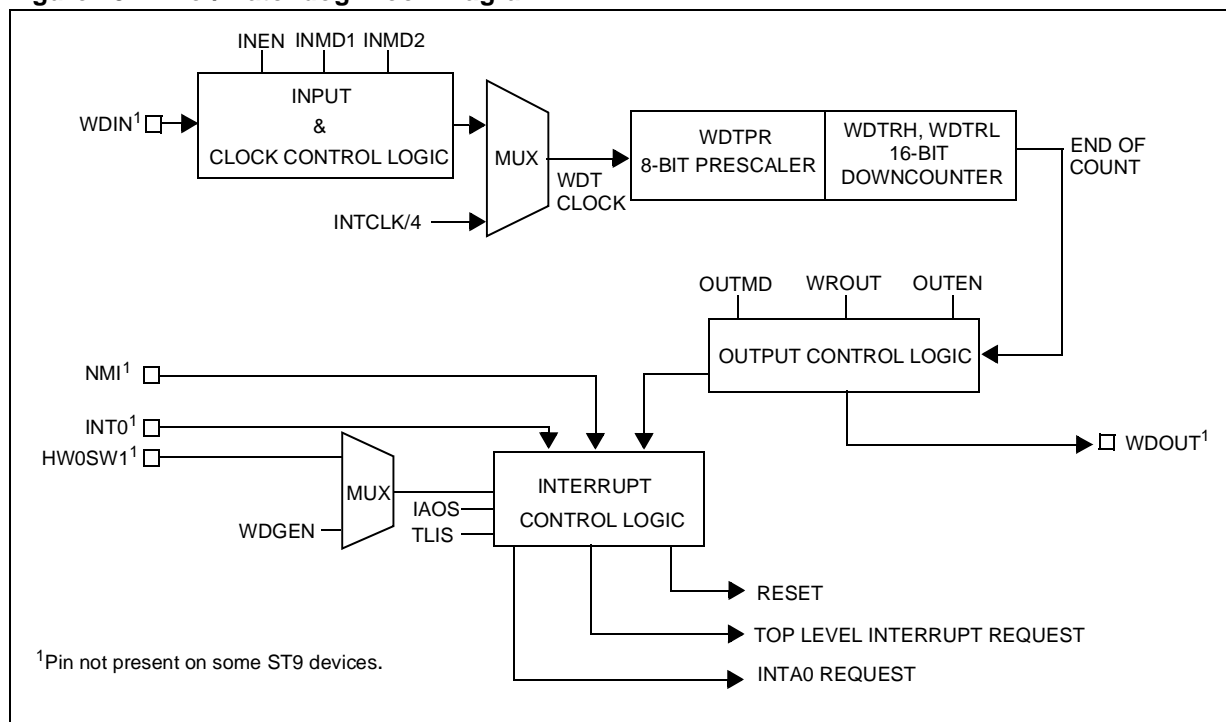 INEN INMD1 INMD2
INPUT
&
CLOCK CONTROL LOGIC
WDIN1
MUX
WDT
CLOCK
INTCLK/4
WDTPR
8-BIT PRESCALER
WDTRH, WDTRL
16-BIT
DOWNCOUNTER
END OF
COUNT
OUTMD WROUT OUTEN
OUTPUT CONTROL LOGIC
NMI1
INT01
HW0SW11
MUX
WDGEN
IAOS
TLIS
INTERRUPT
CONTROL LOGIC
WDOUT1
RESET
TOP LEVEL INTERRUPT REQUEST
INTA0 REQUEST
1Pin not present on some ST9 devices.